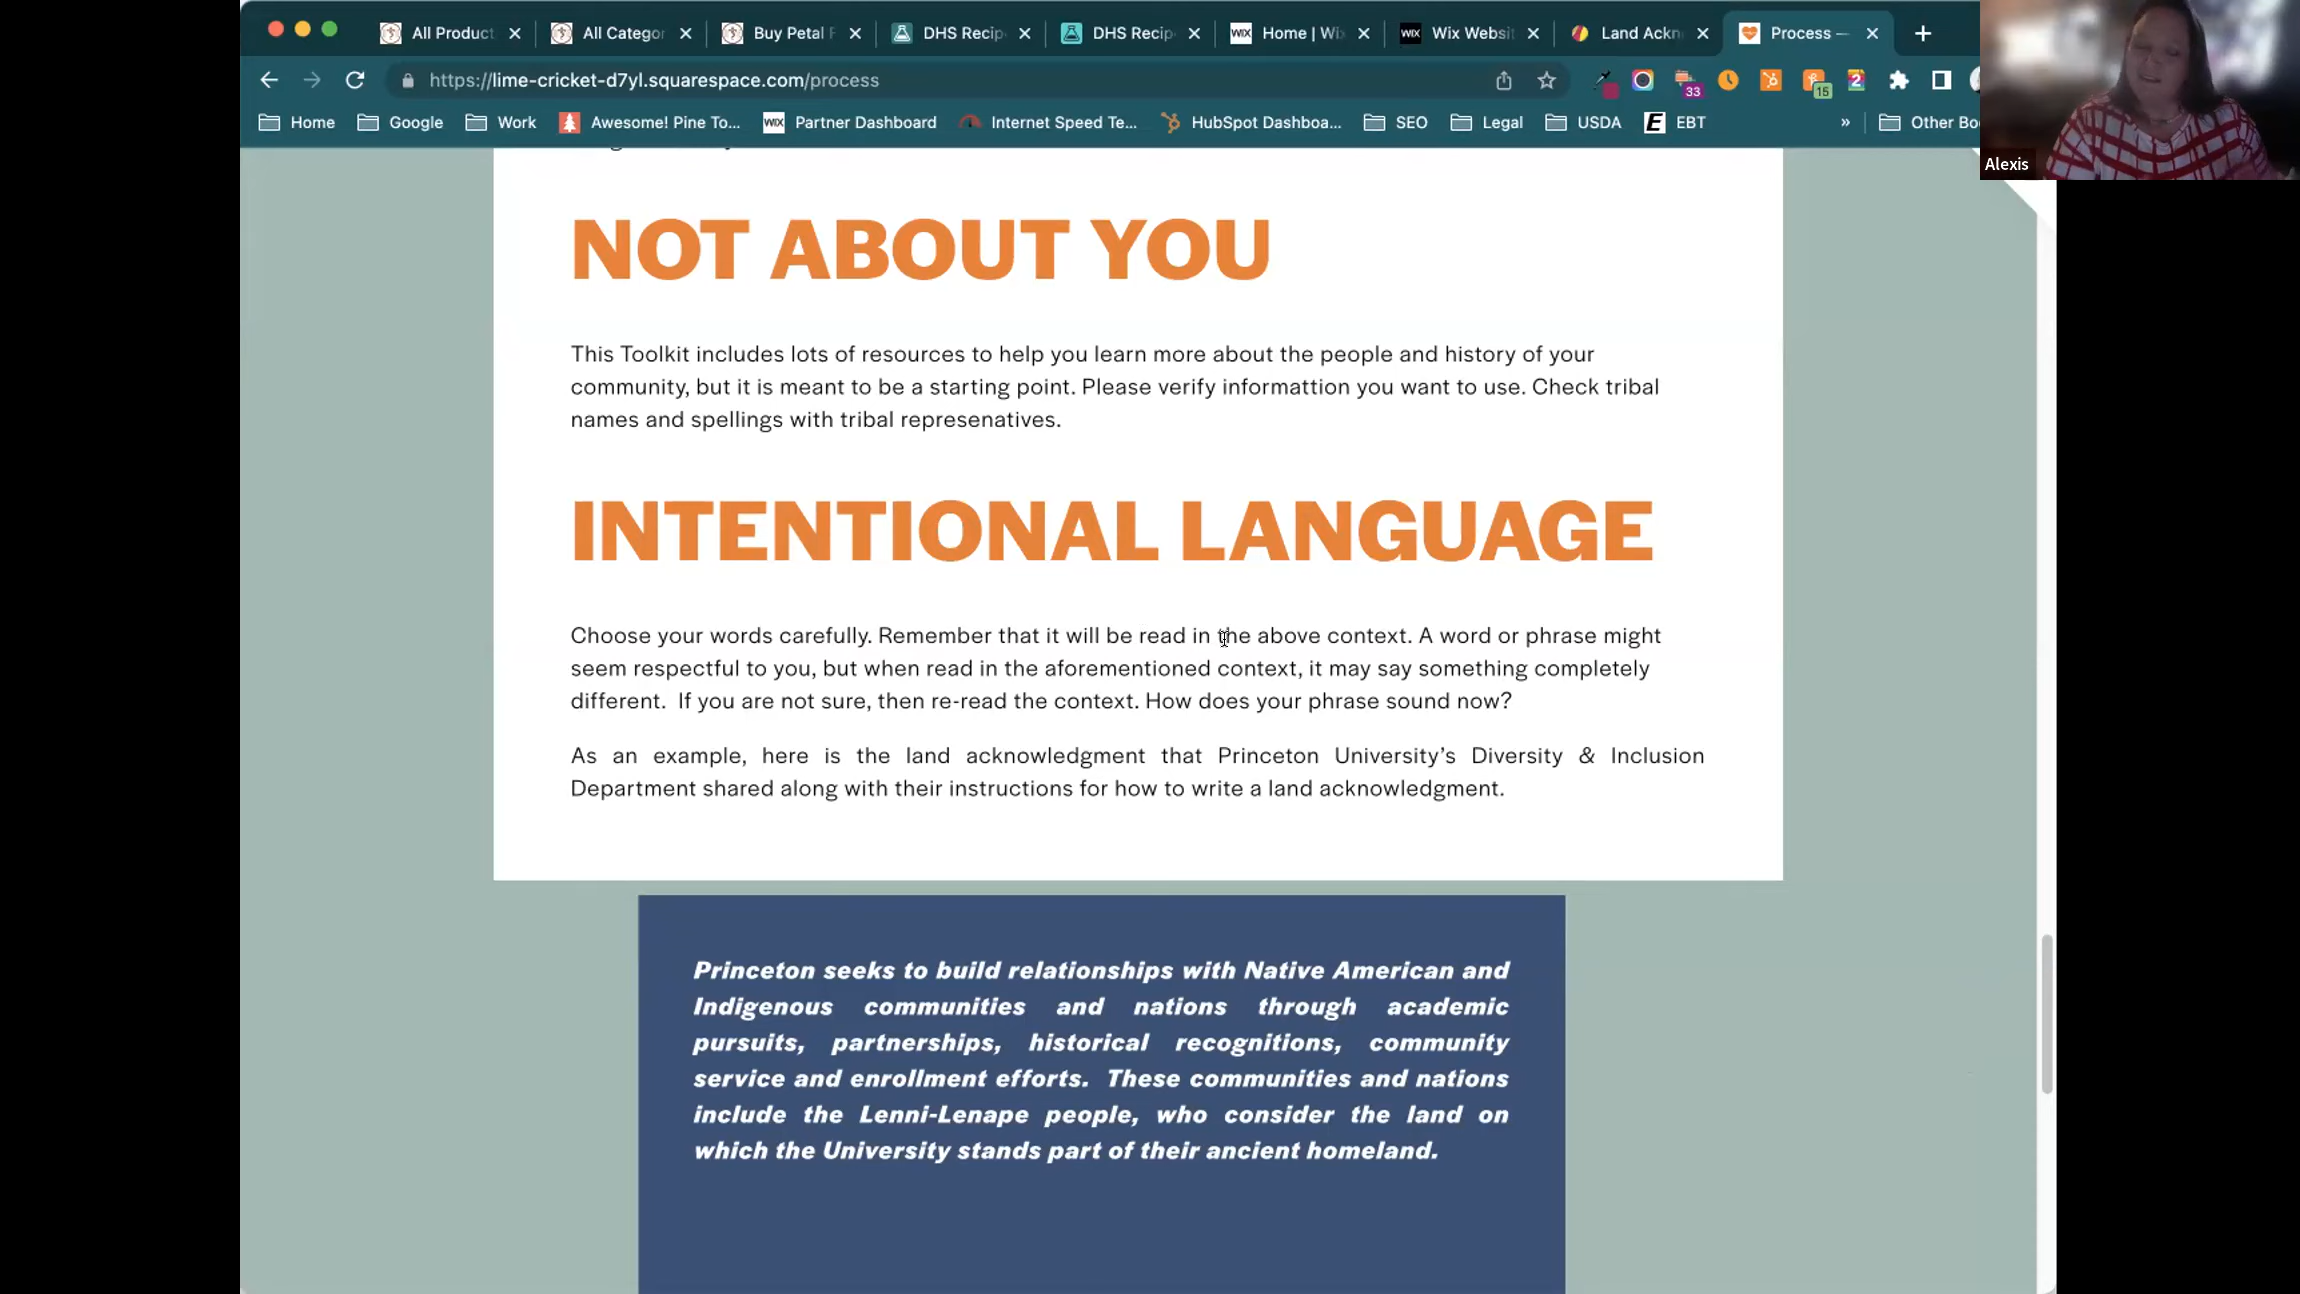 All Product
All Categor
Buy Petal F
DHS Recip
DHS Recip
WIX Home | Wi
WIX Wix Websit
Land Ackn
Process —
https://lime-cricket-d7yl.squarespace.com/process
33
15
2
Home
Google
Work
Awesome! Pine To...
WIX Partner Dashboard
Internet Speed Te...
HubSpot Dashboa...
SEO
Legal
USDA
E EBT
»
Other Bo
Alexis
NOT ABOUT YOU
This Toolkit includes lots of resources to help you learn more about the people and history of your
community, but it is meant to be a starting point. Please verify informattion you want to use. Check tribal
names and spellings with tribal represenatives.
INTENTIONAL LANGUAGE
Choose your words carefully. Remember that it will be read in the above context. A word or phrase might
seem respectful to you, but when read in the aforementioned context, it may say something completely
different.  If you are not sure, then re-read the context. How does your phrase sound now?
As an example, here is the land acknowledgment that Princeton University’s Diversity & Inclusion
Department shared along with their instructions for how to write a land acknowledgment.
Princeton seeks to build relationships with Native American and
Indigenous communities and nations through academic
pursuits, partnerships, historical recognitions, community
service and enrollment efforts.  These communities and nations
include the Lenni-Lenape people, who consider the land on
which the University stands part of their ancient homeland.